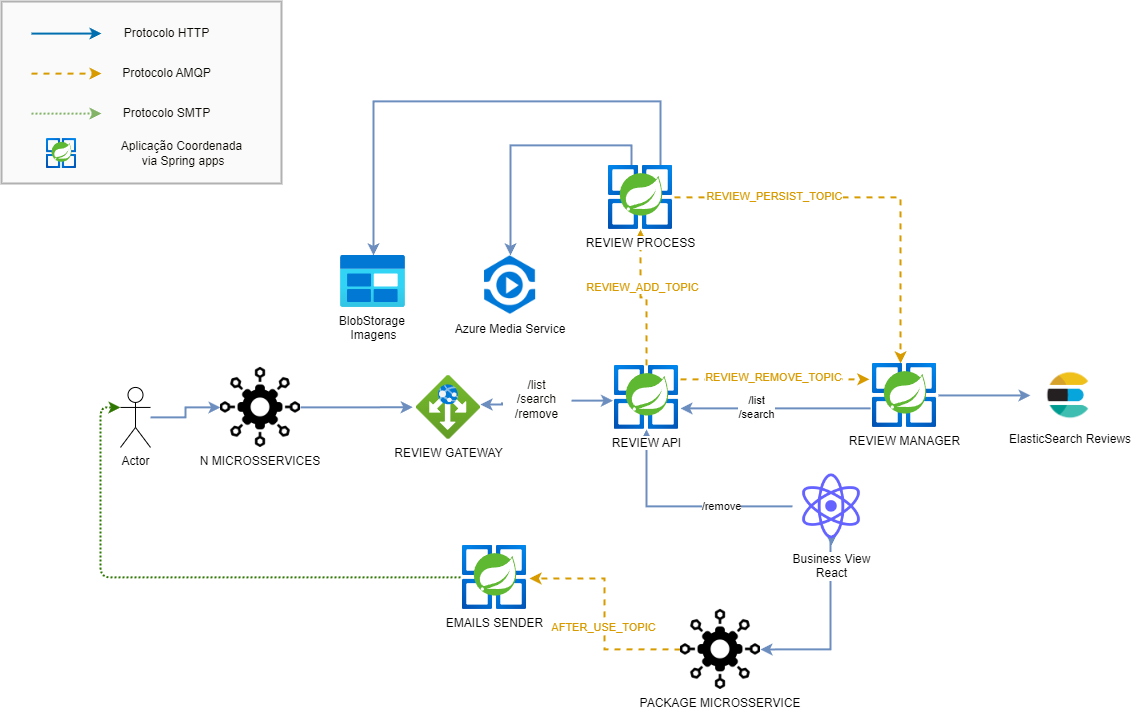 Protocolo HTTP
Protocolo AMQP
Protocolo SMTP
Aplicação Coordenada
via Spring apps
REVIEW_PERSIST_TOPIC
REVIEW PROCESS
REVIEW_ADD_TOPIC
BlobStorage
Imagens
Azure Media Service
/list
/search
/remove
REVIEW_REMOVE_TOPIC
/list
/search
Actor
N MICROSSERVICES
REVIEW GATEWAY
REVIEW API
REVIEW MANAGER
ElasticSearch Reviews
/remove
Business View
React
EMAILS SENDER
AFTER_USE_TOPIC
PACKAGE MICROSSERVICE